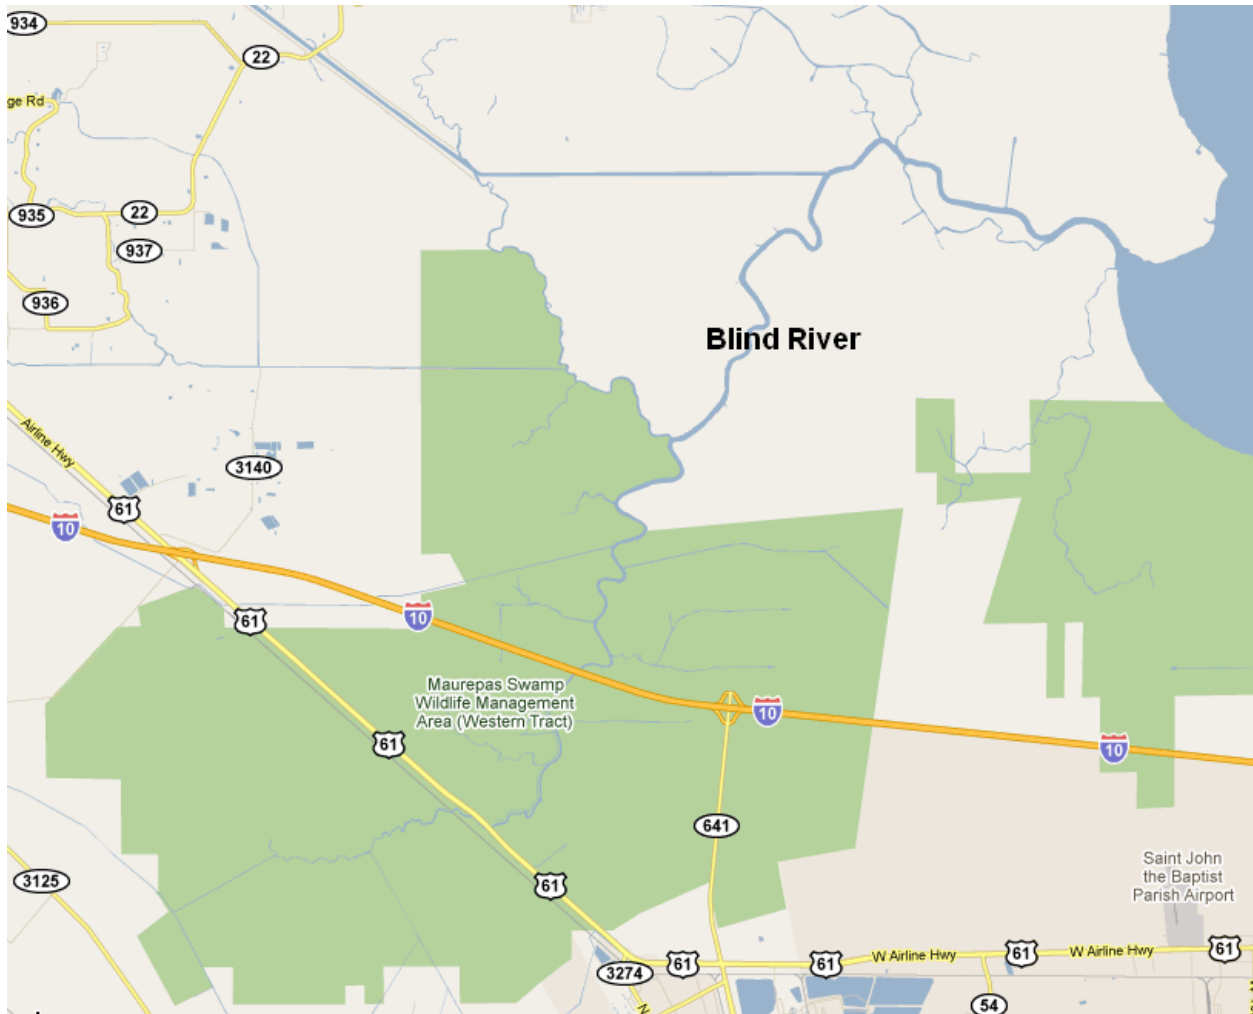 934
22
ge Rd
935
22
937
936
Blind River
Airline Hwy
3140
61
10
61
10
Maurepas Swamp
Wildlife Management
Area (Western Tract)
10
61
10
641
61
3125
Saint John
the Baptist
Parish Airport
3274
61
61
W Airline Hwy
61
W Airline Hwy
61
54
N